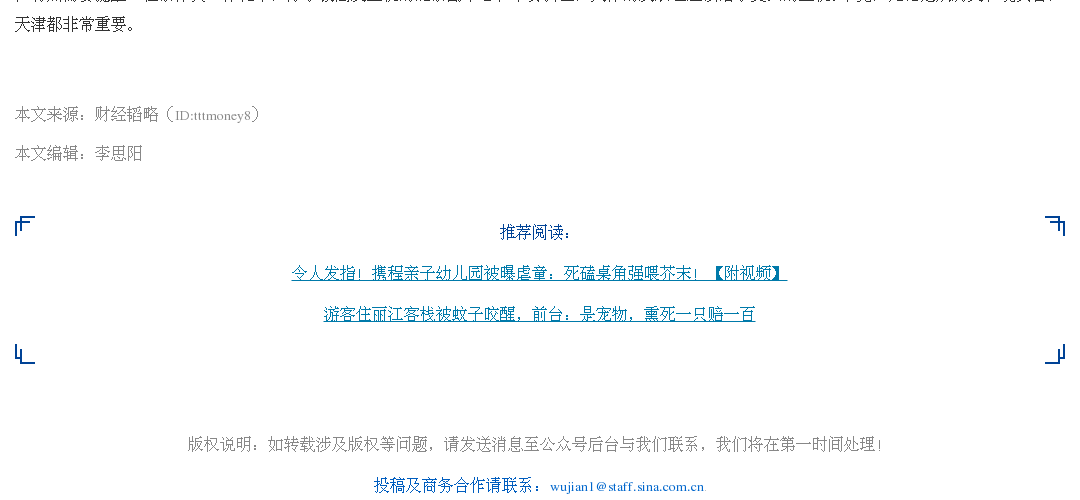 天津都非常重要。
本文来源：财经韬略（ID:tttmoney8）
本文编辑：李思阳
推荐阅读：
令人发指！携程亲子幼儿园被曝虐童：死磕桌角强喂芥末！【附视频】
游客住丽江客栈被蚊子咬醒，前台：是宠物，熏死一只赔一百
版权说明：如转载涉及版权等问题，请发送消息至公众号后台与我们联系，我们将在第一时间处理！
投稿及商务合作请联系：wujian1@staff.sina.com.cn